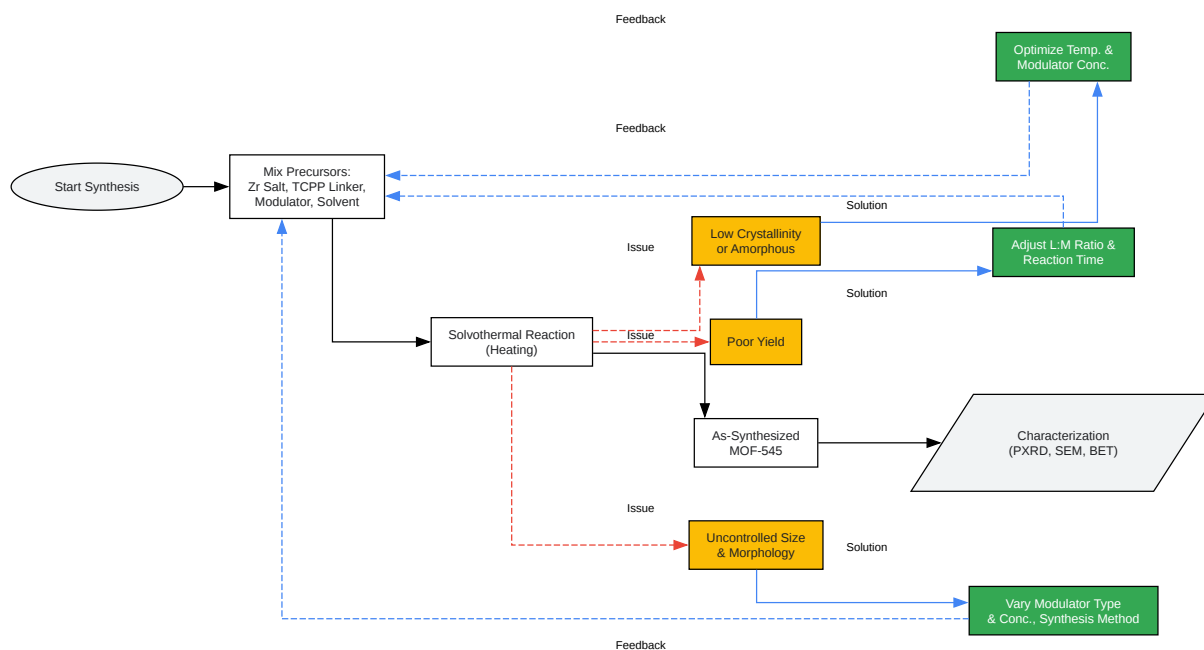 Feedback
Optimize Temp. &
Modulator Conc.
Feedback
Start Synthesis
Mix Precursors:
Zr Salt, TCPP Linker,
Modulator, Solvent
Solution
Low Crystallinity
or Amorphous
Issue
Adjust L:M Ratio &
Reaction Time
Solution
Solvothermal Reaction
(Heating)
Issue
Poor Yield
As-Synthesized
MOF-545
Characterization
(PXRD, SEM, BET)
Issue
Uncontrolled Size
& Morphology
Solution
Vary Modulator Type
& Conc., Synthesis Method
Feedback